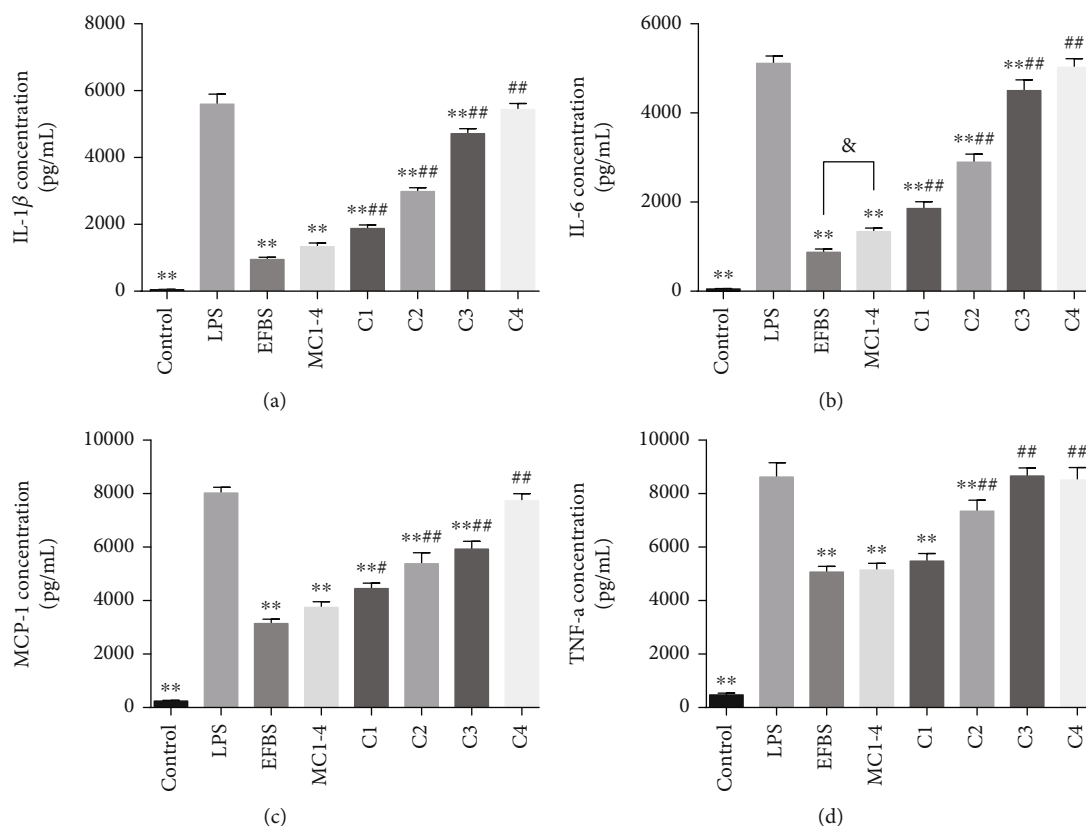 8000
6000
4000
2000
0
IL-1β concentration
(pg/mL)
**
**
**
**##
**##
**##
##
Control
LPS
EFBS
MC1-4
C1
C2
C3
C4
(a)
6000
4000
2000
0
IL-6 concentration
(pg/mL)
**
**
&
**
**##
**##
**##
##
Control
LPS
EFBS
MC1-4
C1
C2
C3
C4
(b)
10000
8000
6000
4000
2000
0
MCP-1 concentration
(pg/mL)
**
**
**
**#
**##
**##
##
Control
LPS
EFBS
MC1-4
C1
C2
C3
C4
(c)
10000
8000
6000
4000
2000
0
TNF-a concentration
(pg/mL)
**
**
**
**
**##
##
##
Control
LPS
EFBS
MC1-4
C1
C2
C3
C4
(d)